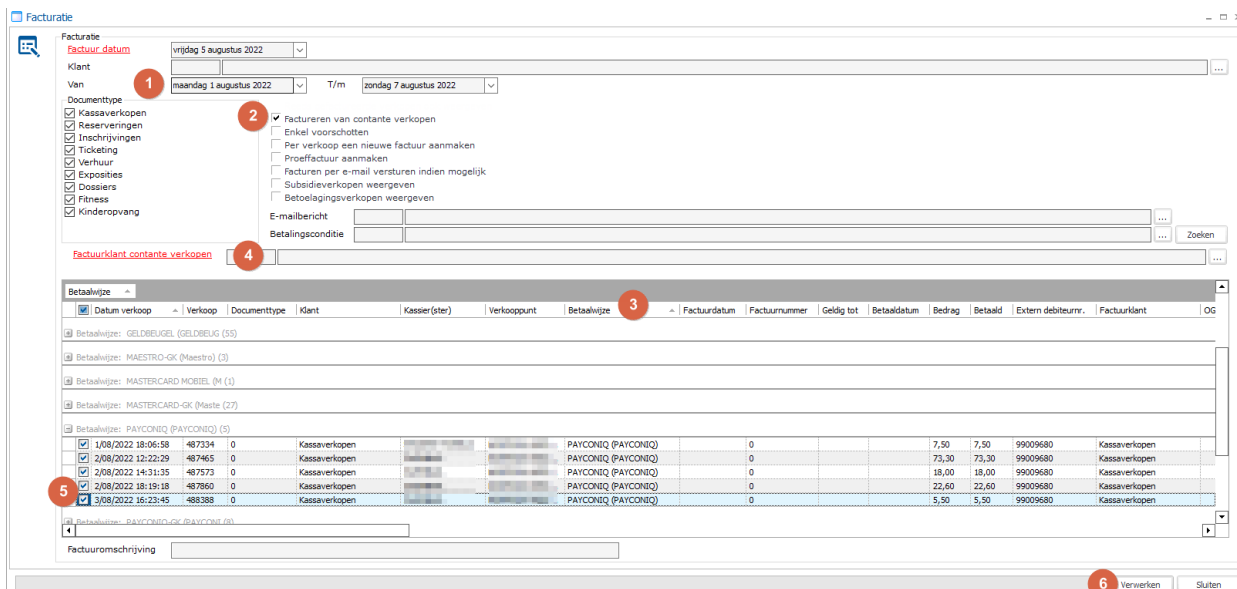 Facturatie
Facturatie
Factuur datum vrijdag 5 augustus 2022
Klant ...
Van 1 maandag 1 augustus 2022 T/m zondag 7 augustus 2022
Documenttype
Kassaverkopen
Reserveringen
Inschrijvingen
Ticketing
Verhuur
Exposities
Dossiers
Fitness
Kinderopvang
2 Factureren van contante verkopen
Enkel voorschotten
Per verkoop een nieuwe factuur aanmaken
Proeffactuur aanmaken
Facturen per e-mail versturen indien mogelijk
Subsidieverkopen weergeven
Betoelagingsverkopen weergeven
E-mailbericht ...
Betalingsconditie ... Zoeken
Factuurklant contante verkopen 4 ...
Betaalwijze
3
Datum verkoop Verkoop Documenttype Klant Kassier(ster) Verkooppunt Betaalwijze Factuurdatum Factuurnummer Geldig tot Betaaldatum Bedrag Betaald Extern debiteurnr. Factuurklant OG
Betaalwijze: GELDBEUGEL (GELDBEUG (55)
Betaalwijze: MAESTRO-GK (Maestro) (3)
Betaalwijze: MASTERCARD MOBIEL (M (1)
Betaalwijze: MASTERCARD-GK (Maste (27)
Betaalwijze: PAYCONIQ (PAYCONIQ) (5)
1/08/2022 18:06:58 487334 0 Kassaverkopen PAYCONIQ (PAYCONIQ) 0 7,50 7,50 99009680 Kassaverkopen
2/08/2022 12:22:29 487465 0 Kassaverkopen PAYCONIQ (PAYCONIQ) 0 73,30 73,30 99009680 Kassaverkopen
2/08/2022 14:31:35 487573 0 Kassaverkopen PAYCONIQ (PAYCONIQ) 0 18,00 18,00 99009680 Kassaverkopen
2/08/2022 18:19:18 487860 0 Kassaverkopen PAYCONIQ (PAYCONIQ) 0 22,60 22,60 99009680 Kassaverkopen
5 3/08/2022 16:23:45 488388 0 Kassaverkopen PAYCONIQ (PAYCONIQ) 0 5,50 5,50 99009680 Kassaverkopen
Betaalwijze: PAYCONIQ-GK (PAYCONI (8)
Factuuromschrijving
6 Verwerken Sluiten